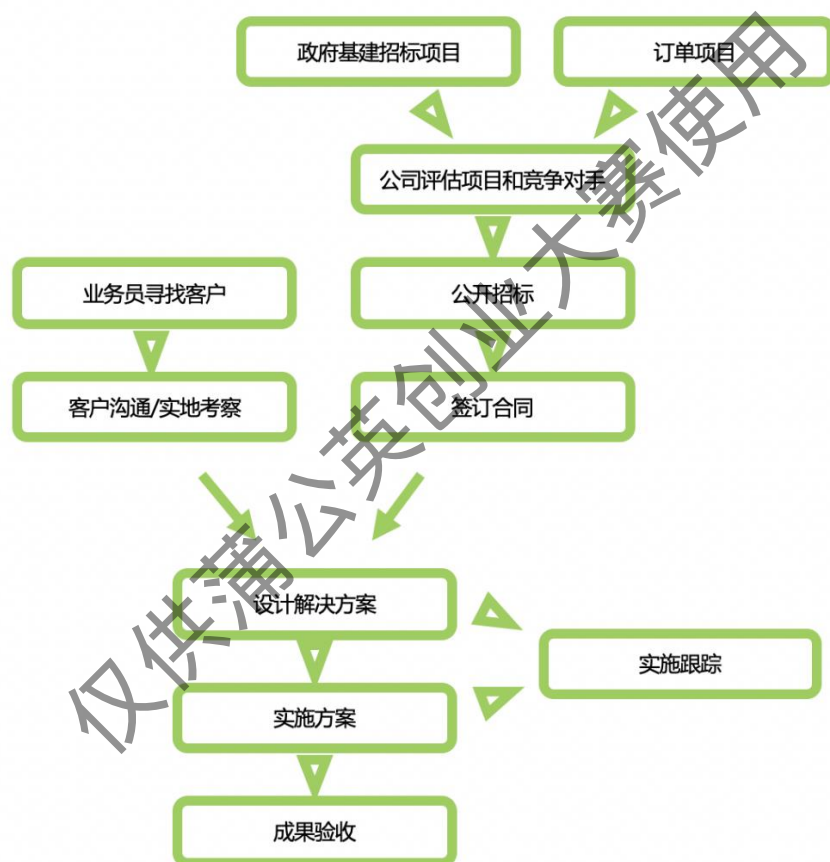 政府基建招标项目
订单项目
公司评估项目和竞争对手
业务员寻找客户
公开招标
客户沟通/实地考察
签订合同
设计解决方案
实施跟踪
实施方案
成果验收
仅供蒲公英创业大赛使用